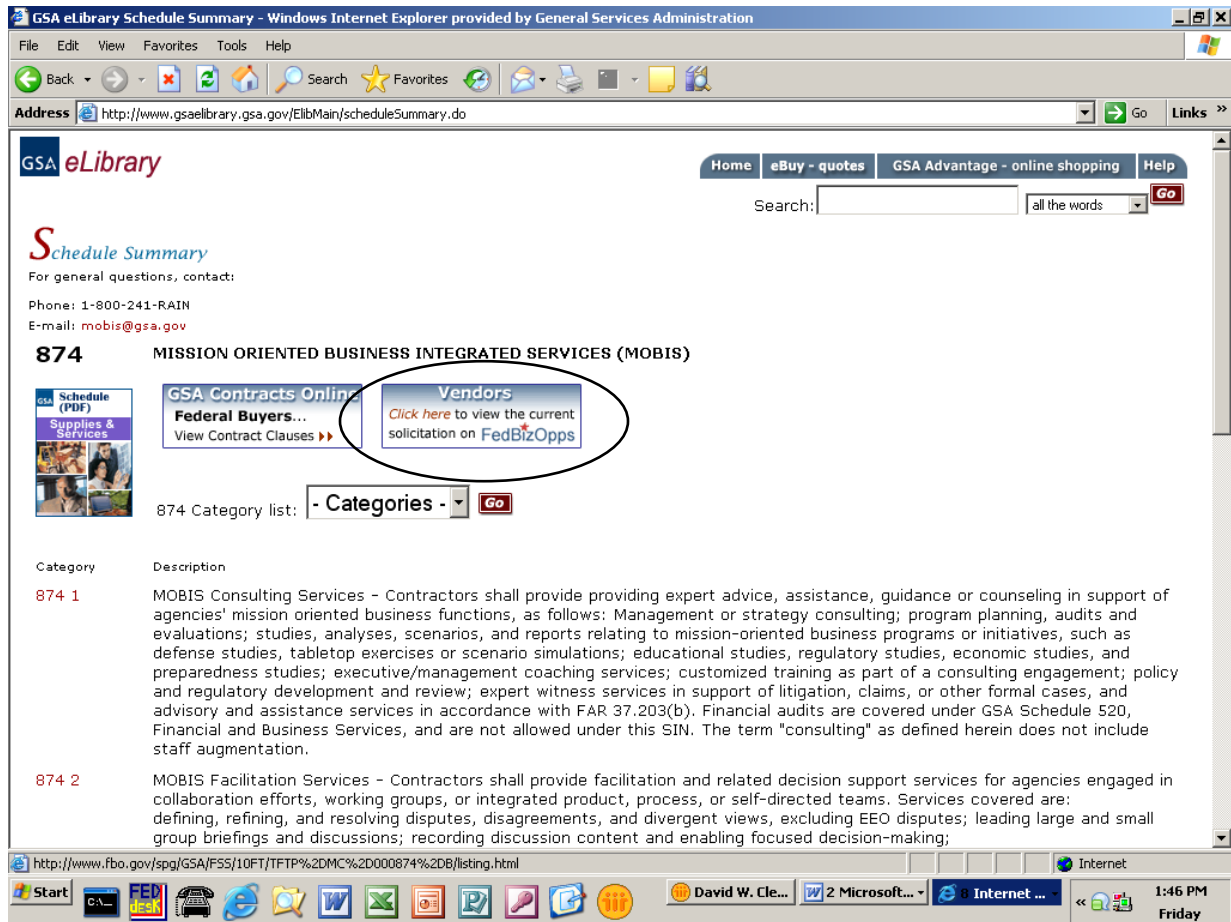 GSA eLibrary Schedule Summary - Windows Internet Explorer provided by General Services Administration
File Edit View Favorites Tools Help
Back Search Favorites
Address http://www.gsaelibrary.gsa.gov/ElibMain/scheduleSummary.do Go Links »
GSA eLibrary
Home eBuy - quotes GSA Advantage - online shopping Help
Search: all the words Go
Schedule Summary
For general questions, contact:
Phone: 1-800-241-RAIN
E-mail: mobis@gsa.gov
874 MISSION ORIENTED BUSINESS INTEGRATED SERVICES (MOBIS)
GSA Schedule
(PDF)
Supplies &
Services
GSA Contracts Online
Federal Buyers...
View Contract Clauses
Vendors
Click here to view the current
solicitation on FedBizOpps
874 Category list: - Categories - Go
Category Description
874 1 MOBIS Consulting Services - Contractors shall provide providing expert advice, assistance, guidance or counseling in support of
agencies' mission oriented business functions, as follows: Management or strategy consulting; program planning, audits and
evaluations; studies, analyses, scenarios, and reports relating to mission-oriented business programs or initiatives, such as
defense studies, tabletop exercises or scenario simulations; educational studies, regulatory studies, economic studies, and
preparedness studies; executive/management coaching services; customized training as part of a consulting engagement; policy
and regulatory development and review; expert witness services in support of litigation, claims, or other formal cases, and
advisory and assistance services in accordance with FAR 37.203(b). Financial audits are covered under GSA Schedule 520,
Financial and Business Services, and are not allowed under this SIN. The term "consulting" as defined herein does not include
staff augmentation.
874 2 MOBIS Facilitation Services - Contractors shall provide facilitation and related decision support services for agencies engaged in
collaboration efforts, working groups, or integrated product, process, or self-directed teams. Services covered are:
defining, refining, and resolving disputes, disagreements, and divergent views, excluding EEO disputes; leading large and small
group briefings and discussions; recording discussion content and enabling focused decision-making;
http://www.fbo.gov/spg/GSA/FSS/10FT/TFTP%2DMC%2D000874%2DB/listing.html Internet
Start C:\_ FED desk David W. Cle... 2 Microsoft... 8 Internet ... « 1:46 PM
Friday